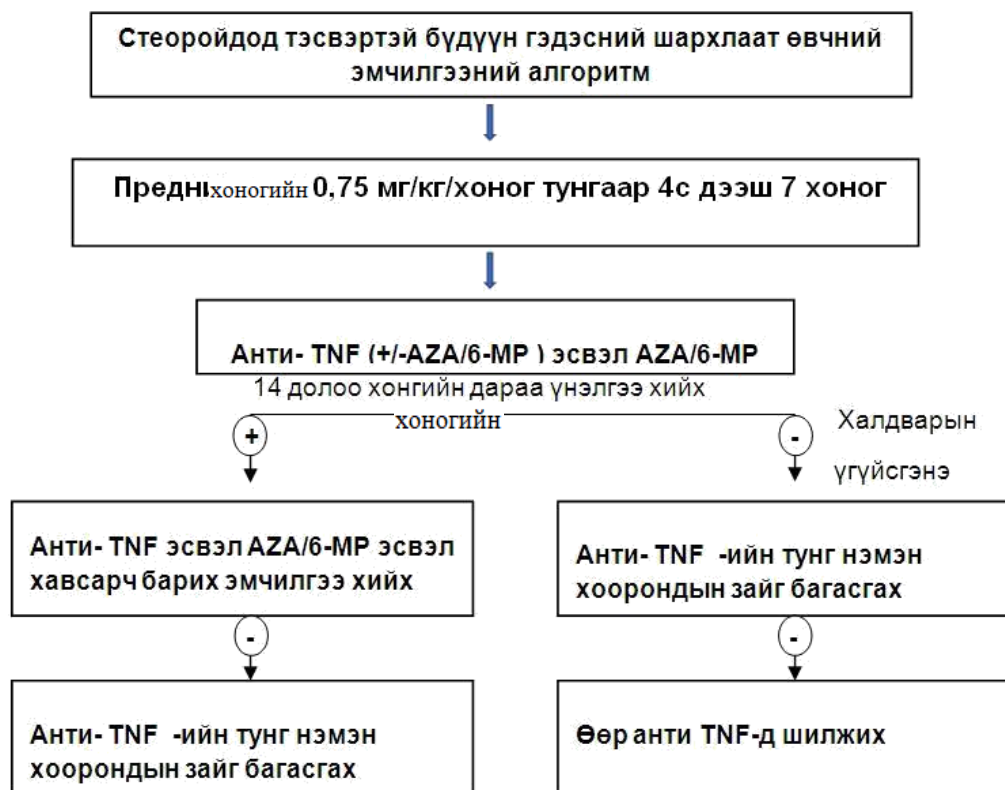 Стеоройдод тэсвэртэй бүдүүн гэдэсний шархлаат өвчний
эмчилгээний алгоритм
Предни хоногийн 0,75 мг/кг/хоног тунгаар 4с дээш 7 хоног
Анти- TNF (+/-AZA/6-MP ) эсвэл AZA/6-MP
14 долоо хонгийн дараа үнэлгээ хийх
хоногийн
+
-
Халдварын
үгүйсгэнэ
Анти- TNF эсвэл AZA/6-MP эсвэл
хавсарч барих эмчилгээ хийх
Анти- TNF -ийн тунг нэмэн
хоорондын зайг багасгах
-
-
Анти- TNF -ийн тунг нэмэн
хоорондын зайг багасгах
Өөр анти TNF-д шилжих